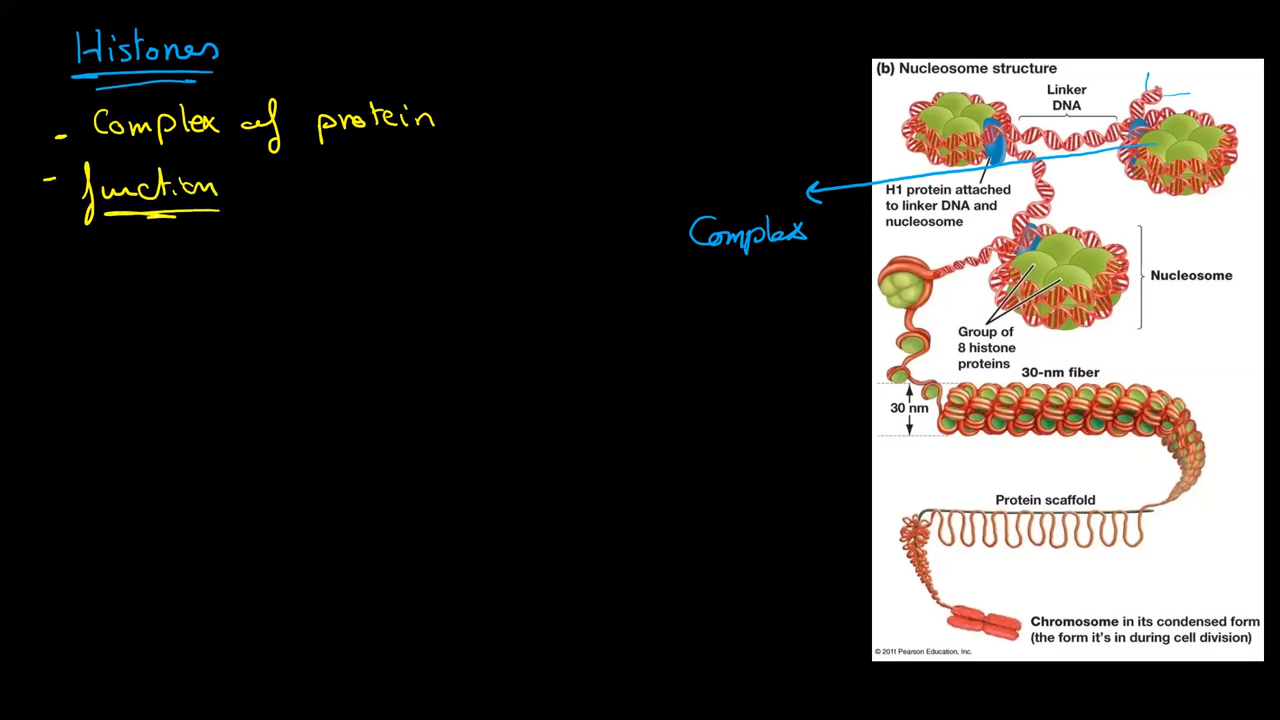 Histones
- Complex of protein
- function
Complex
(b) Nucleosome structure
Linker
DNA
H1 protein attached
to linker DNA and
nucleosome
Nucleosome
Group of
8 histone
proteins
30-nm fiber
30 nm
Protein scaffold
Chromosome in its condensed form
(the form it's in during cell division)
© 2011 Pearson Education, Inc.